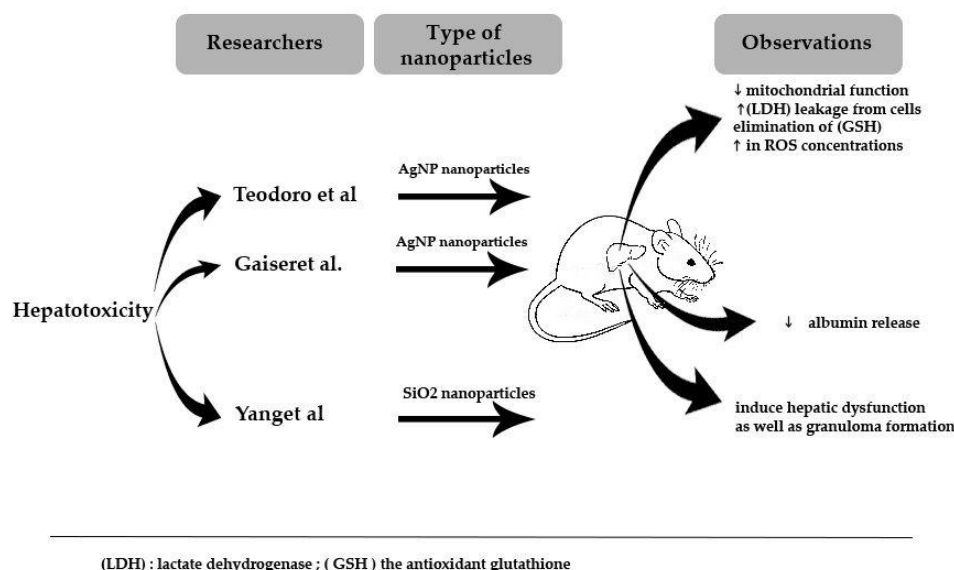 Researchers
Type of
nanoparticles
Observations
↓ mitochondrial function
↑(LDH) leakage from cells
elimination of (GSH)
↑ in ROS concentrations
AgNP nanoparticles
Teodoro et al
AgNP nanoparticles
Gaiseret al.
Hepatotoxicity
↓ albumin release
SiO2 nanoparticles
Yanget al
induce hepatic dysfunction
as well as granuloma formation
(LDH) : lactate dehydrogenase ; ( GSH ) the antioxidant glutathione